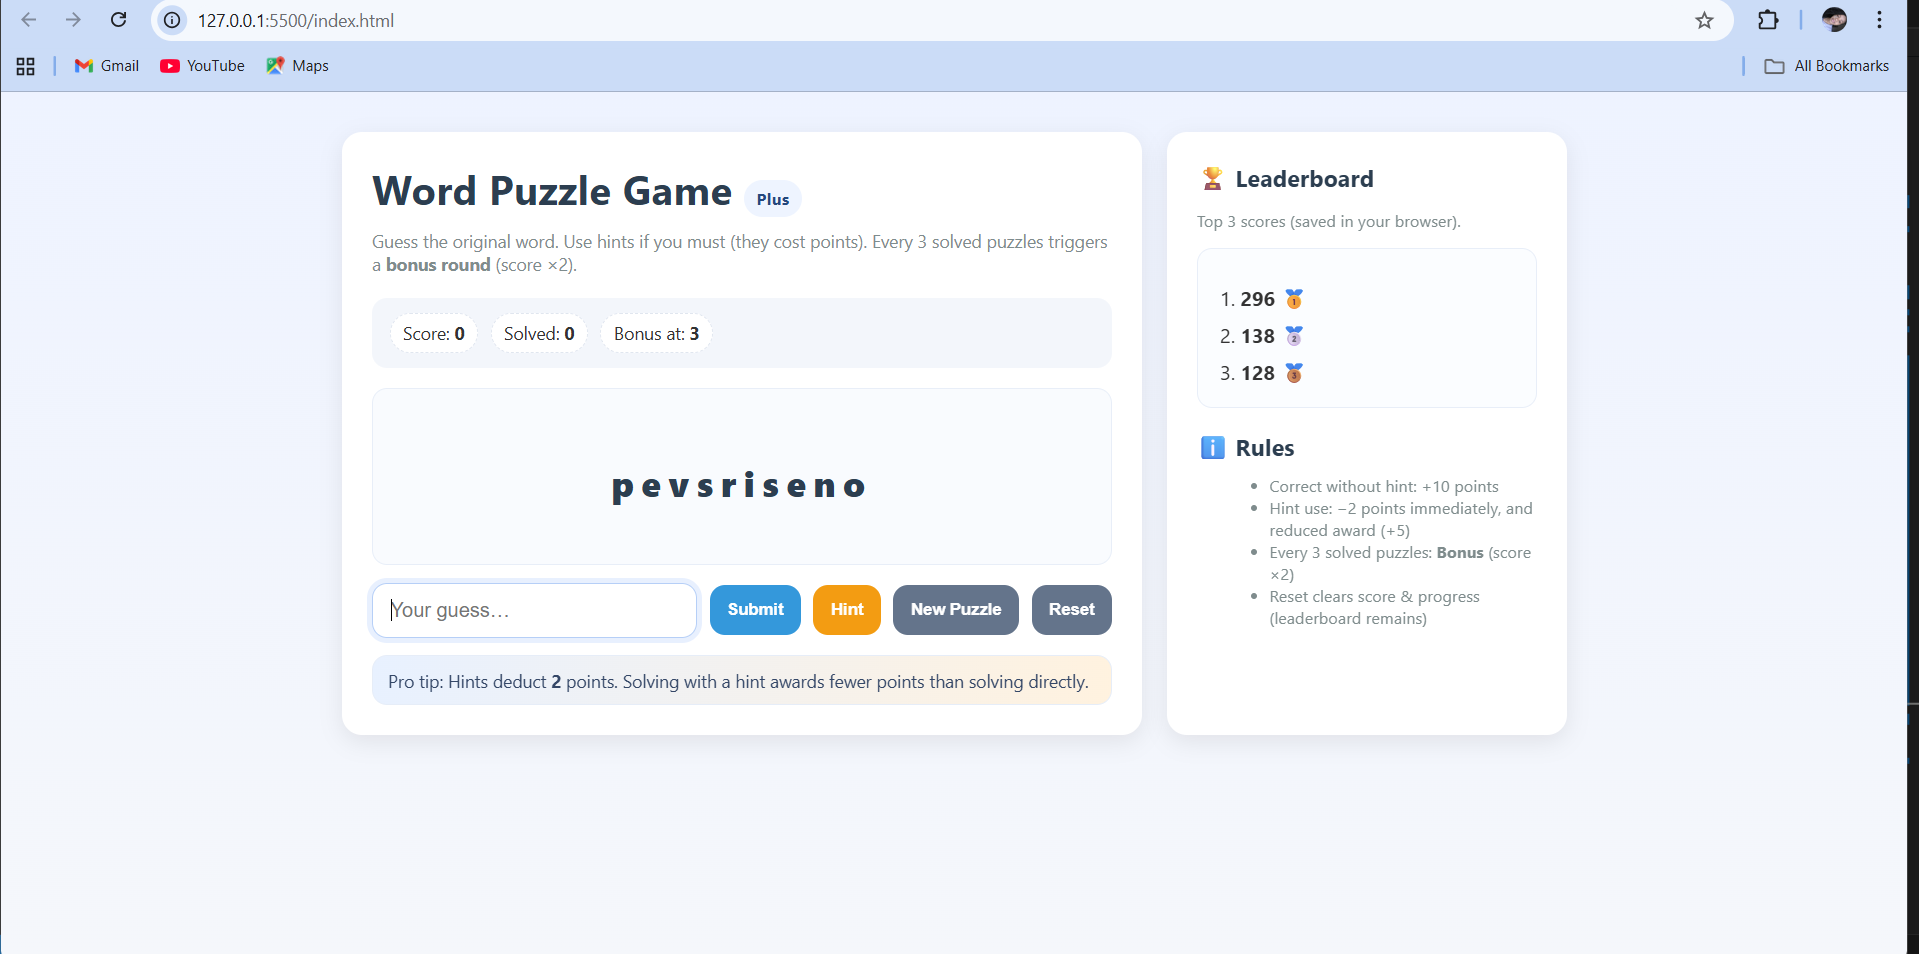 127.0.0.1:5500/index.html
Gmail YouTube Maps All Bookmarks
Word Puzzle Game Plus
Guess the original word. Use hints if you must (they cost points). Every 3 solved puzzles triggers
a bonus round (score ×2).
Score: 0 Solved: 0 Bonus at: 3
pevsriseno
Your guess...
Submit Hint New Puzzle Reset
Pro tip: Hints deduct 2 points. Solving with a hint awards fewer points than solving directly.
🏆 Leaderboard
Top 3 scores (saved in your browser).
1. 296 🥇
2. 138 🥈
3. 128 🥉
ℹ️ Rules
• Correct without hint: +10 points
• Hint use: −2 points immediately, and
reduced award (+5)
• Every 3 solved puzzles: Bonus (score
×2)
• Reset clears score & progress
(leaderboard remains)